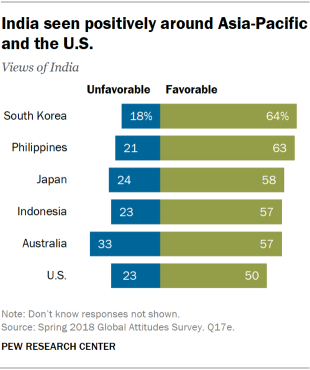 India seen positively around Asia-Pacific
and the U.S.
Views of India
Unfavorable Favorable
South Korea 18% 64%
Philippines 21 63
Japan 24 58
Indonesia 23 57
Australia 33 57
U.S. 23 50
Note: Don’t know responses not shown.
Source: Spring 2018 Global Attitudes Survey, Q17e.
PEW RESEARCH CENTER